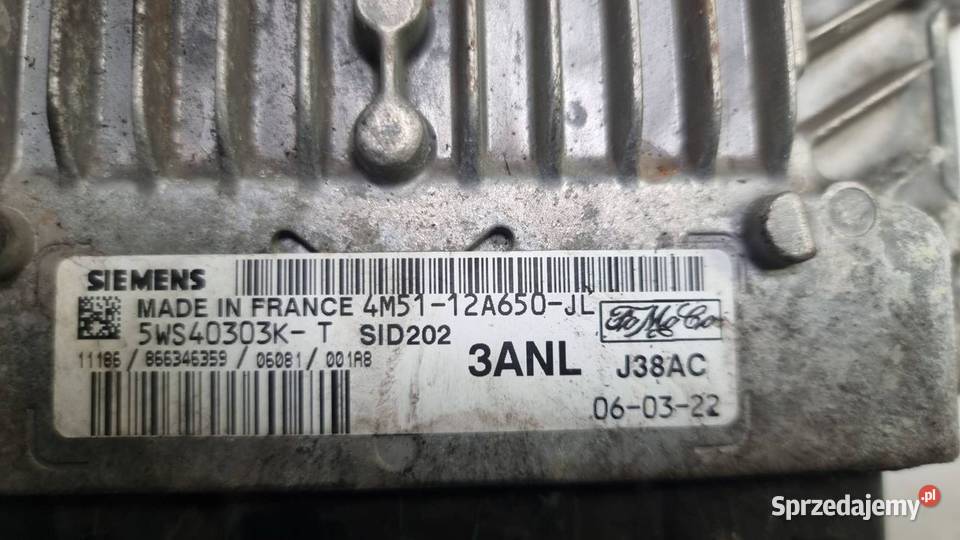 SIEMENS
MADE IN FRANCE 4M51-12A650-JL
5WS40303K-T SID202
FoMoCo
11186 / 866346359 / 06081 / 001A8
3ANL J38AC
06-03-22
Sprzedajemy.pl